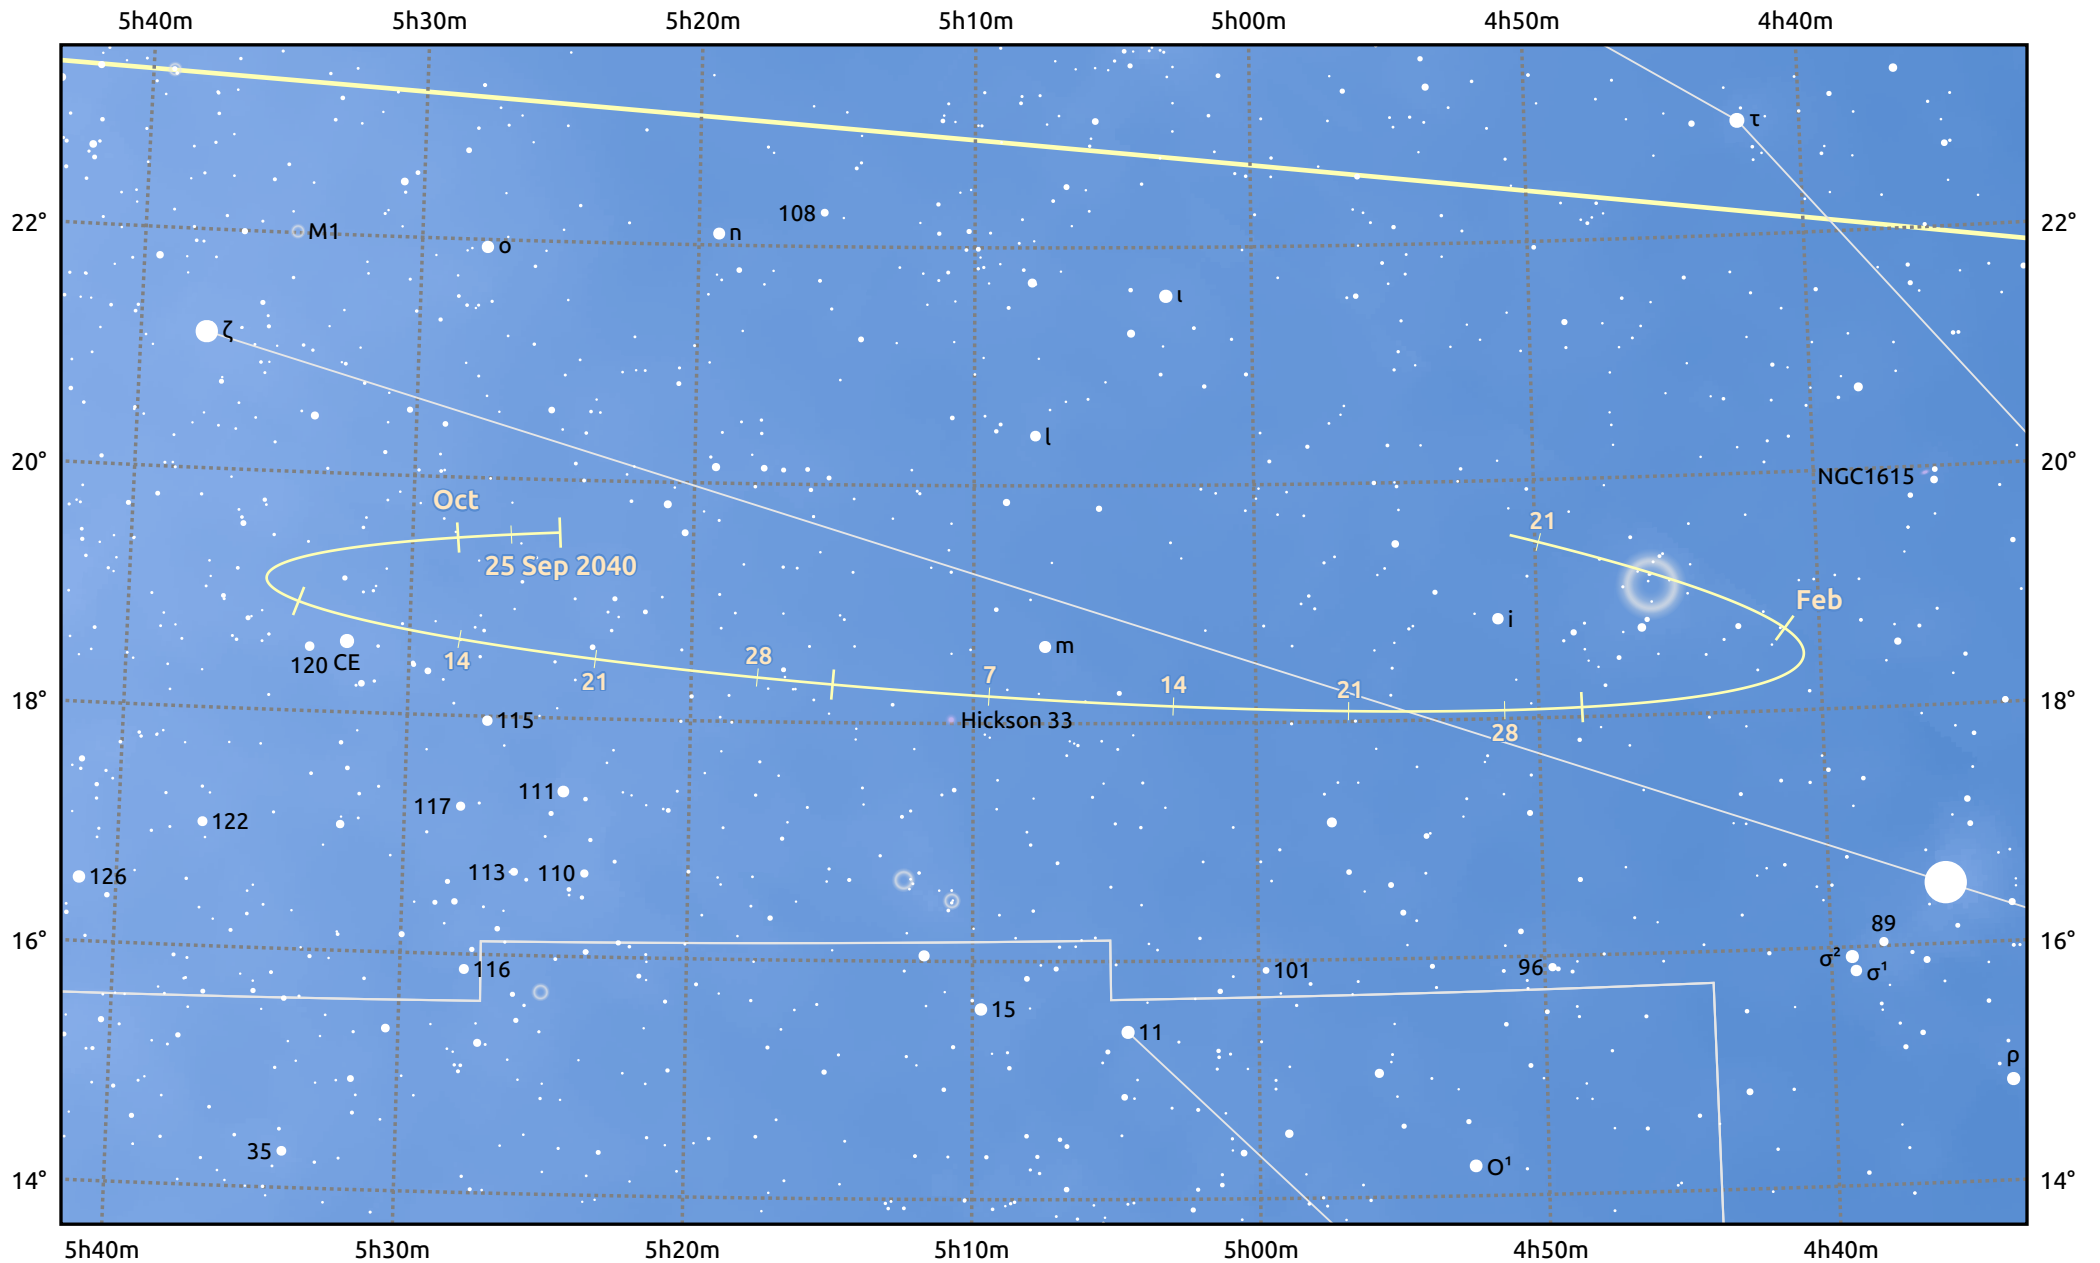 5h40m 5h30m 5h20m 5h10m 5h00m 4h50m 4h40m
τ
108
22° M1 ο n 22°
ι
ζ
l
20° NGC1615 20°
Oct
21
25 Sep 2040
Feb
i
m
120 CE 14 28
21 7 14 21
18° 18°
115 Hickson 33
28
111
117
122
113 110
126
89
16° 16°
σ²
116 101 96 σ¹
15
11
ρ
35 O¹
14° 14°
5h40m 5h30m 5h20m 5h10m 5h00m 4h50m 4h40m